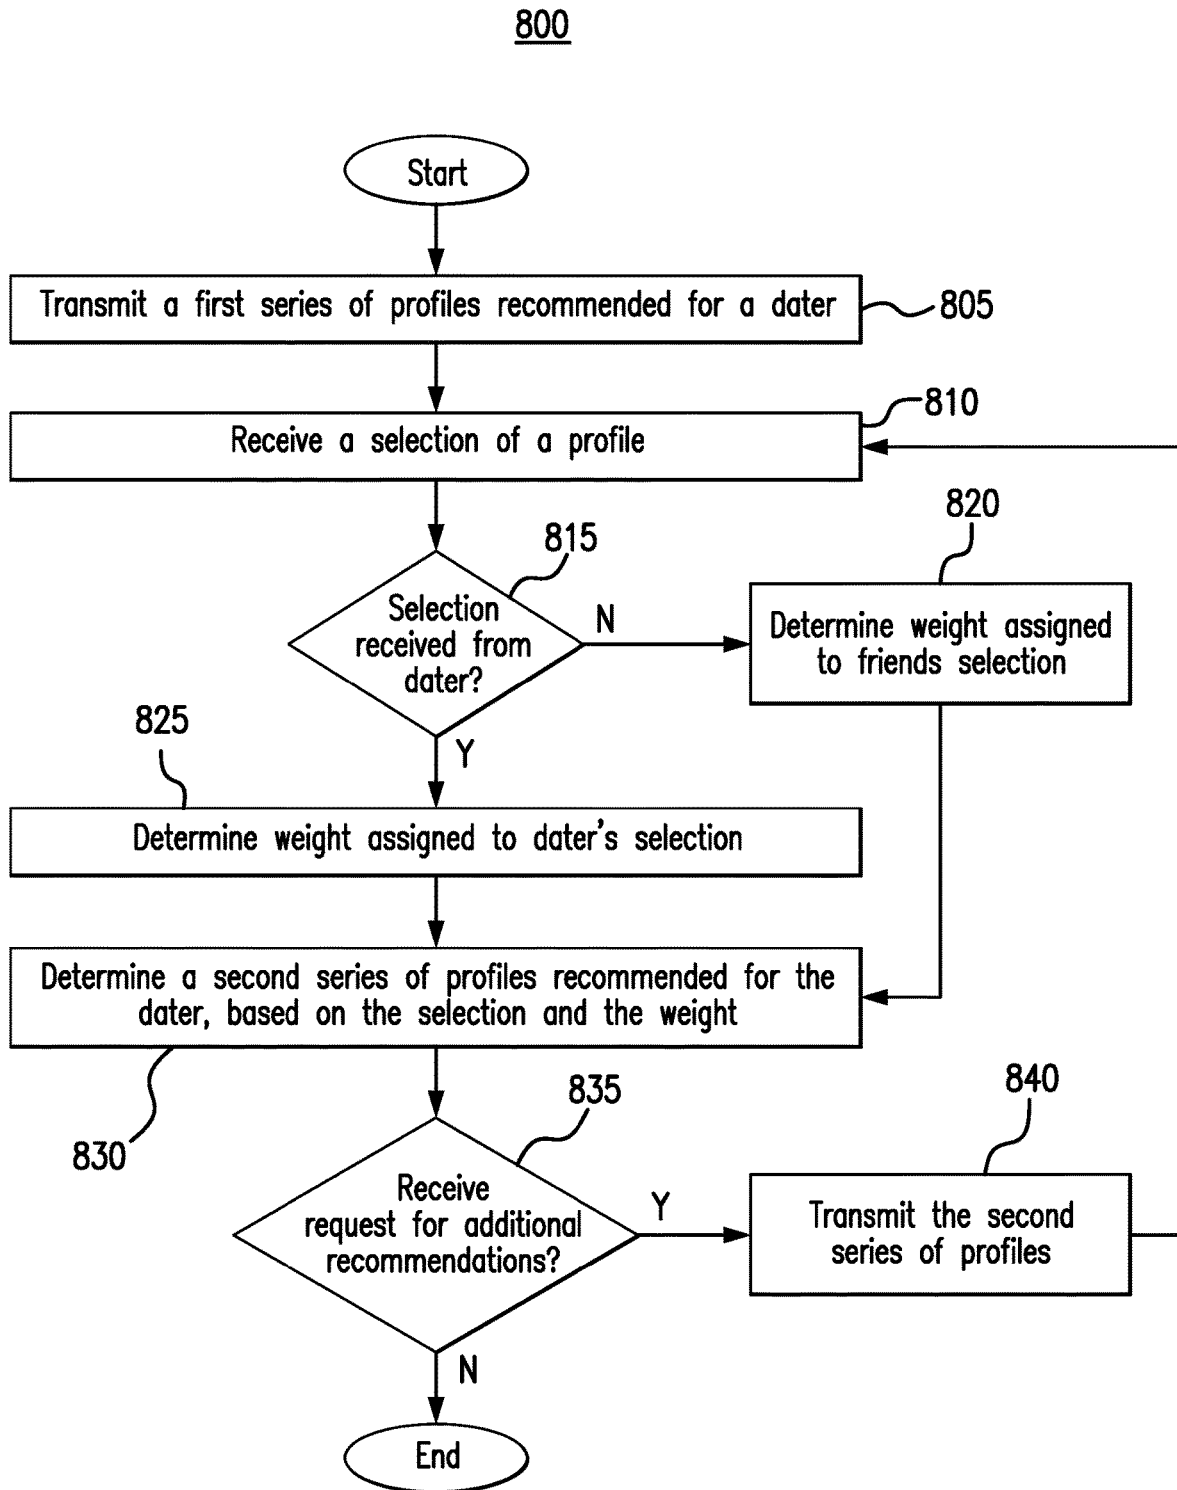 800
Start
Transmit a first series of profiles recommended for a dater
805
810
Receive a selection of a profile
815
820
Selection
received from
dater?
N
Determine weight assigned
to friends selection
825
Y
Determine weight assigned to dater's selection
Determine a second series of profiles recommended for the
dater, based on the selection and the weight
830
835
840
Receive
request for additional
recommendations?
Y
Transmit the second
series of profiles
N
End